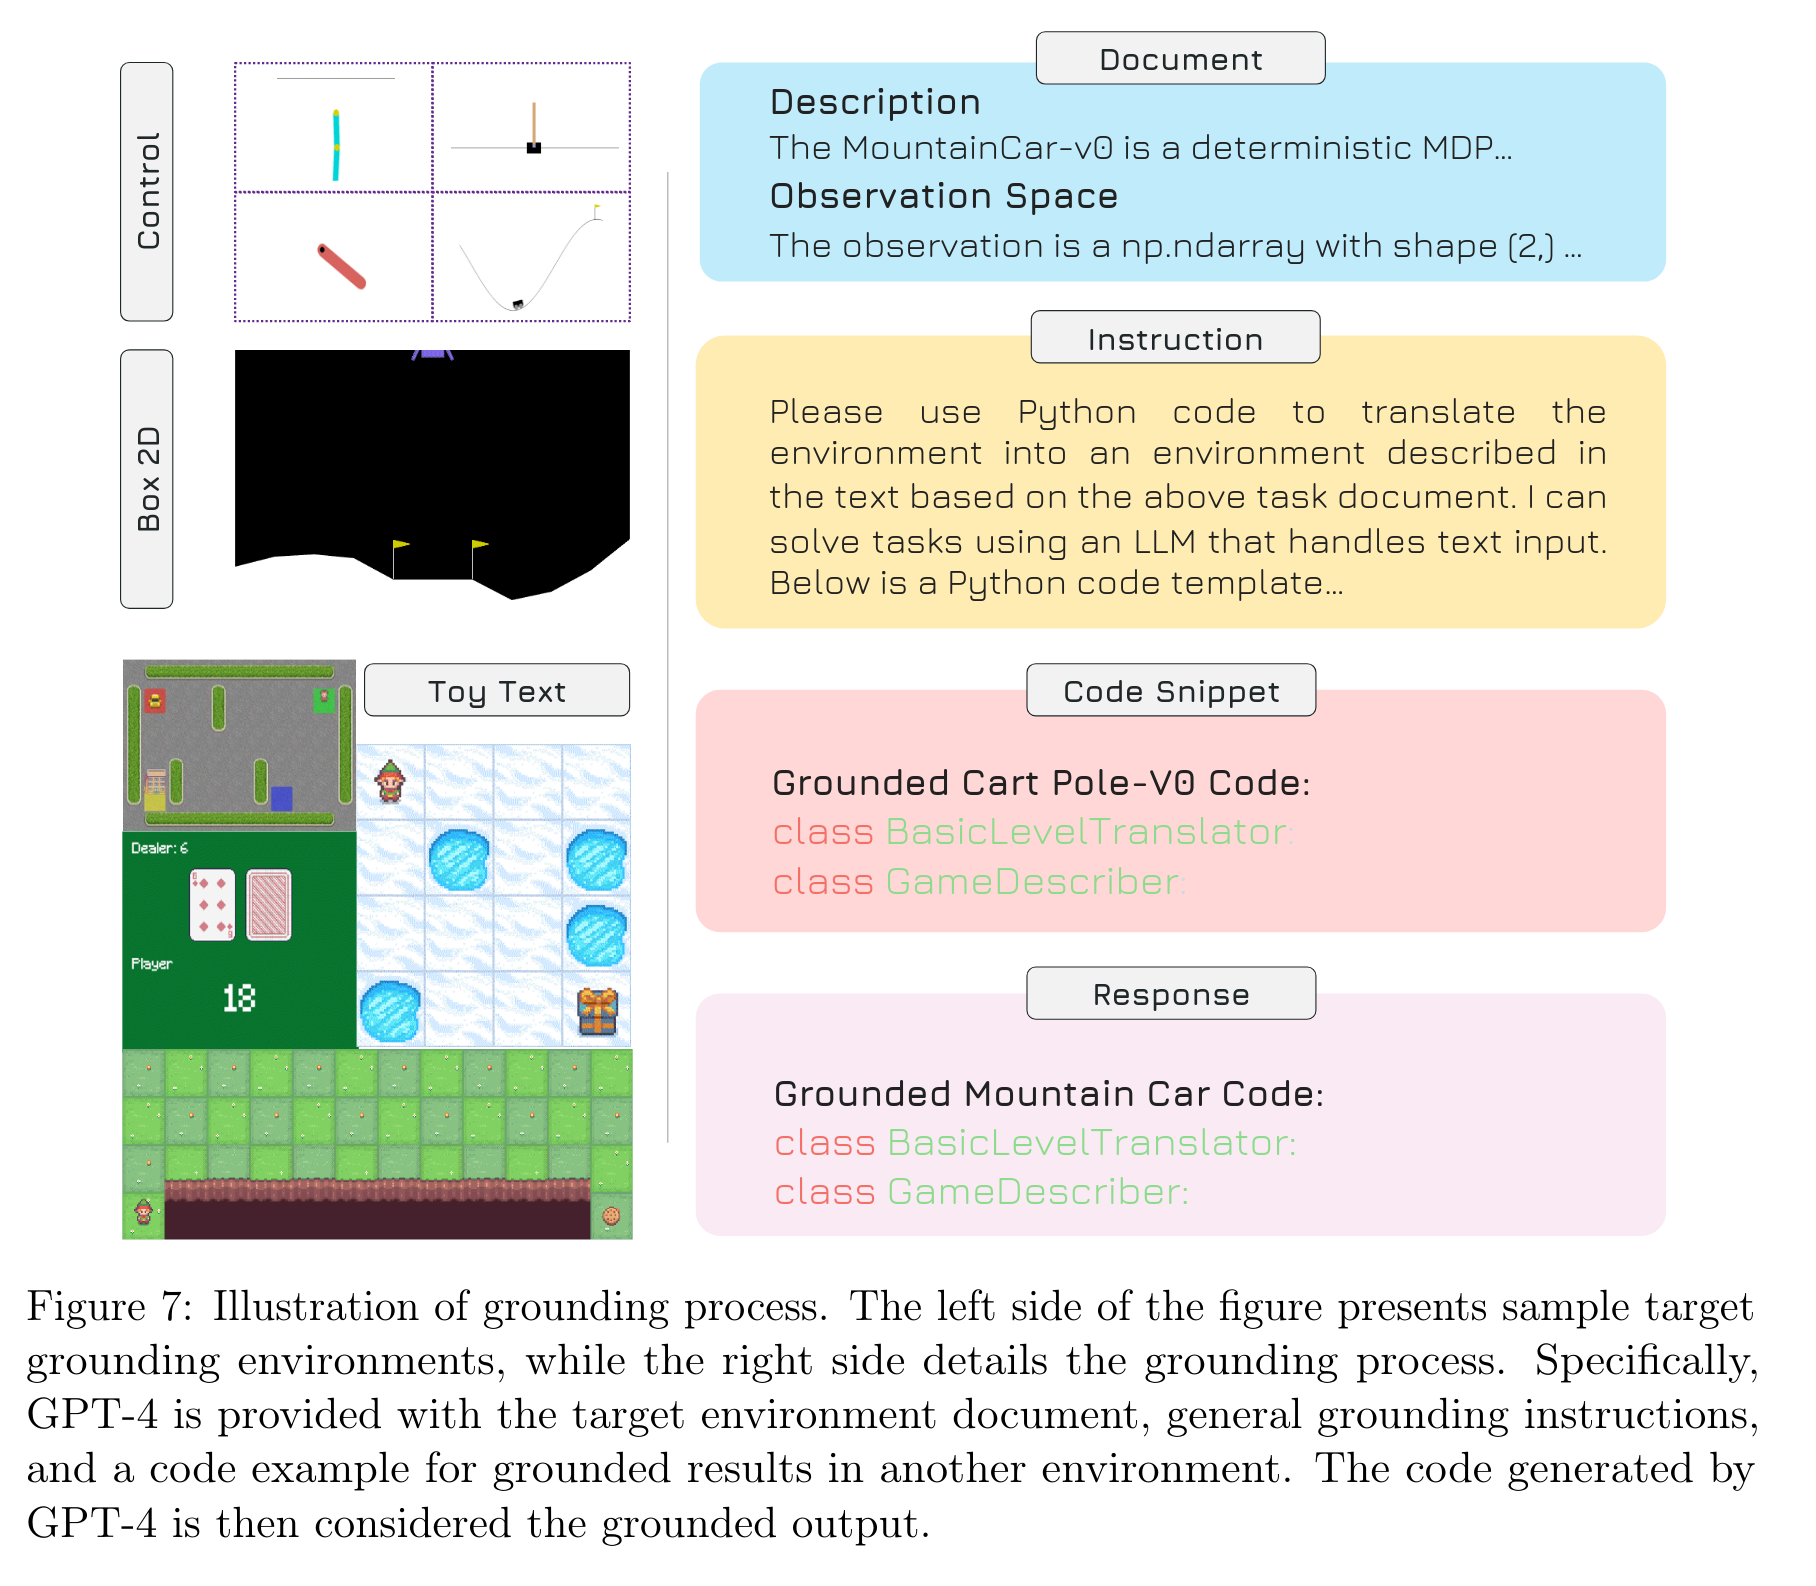 Control
Box 2D
Toy Text
Dealer: 6
6
Player
18
Document
Description
The MountainCar-v0 is a deterministic MDP...
Observation Space
The observation is a np.ndarray with shape (2,) ...
Instruction
Please use Python code to translate the
environment into an environment described in
the text based on the above task document. I can
solve tasks using an LLM that handles text input.
Below is a Python code template...
Code Snippet
Grounded Cart Pole-V0 Code:
class BasicLevelTranslator:
class GameDescriber:
Response
Grounded Mountain Car Code:
class BasicLevelTranslator:
class GameDescriber:
Figure 7: Illustration of grounding process. The left side of the figure presents sample target
grounding environments, while the right side details the grounding process. Specifically,
GPT-4 is provided with the target environment document, general grounding instructions,
and a code example for grounded results in another environment. The code generated by
GPT-4 is then considered the grounded output.